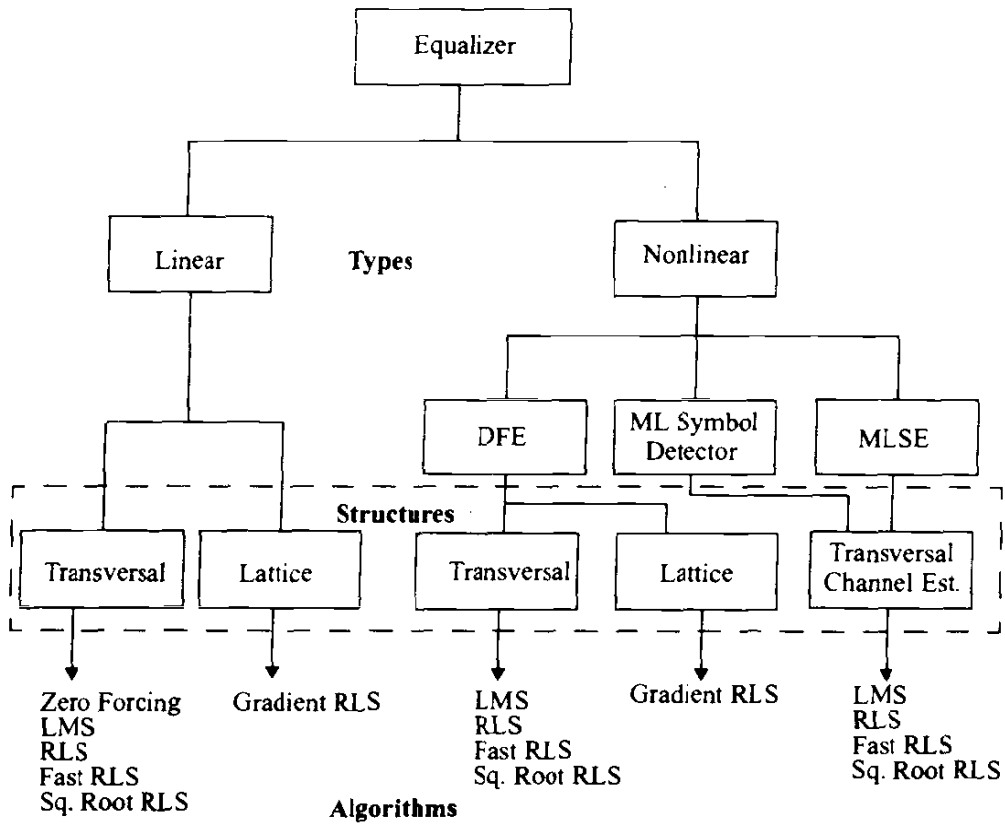 Equalizer
Linear
Types
Nonlinear
DFE
ML Symbol
Detector
MLSE
Structures
Transversal
Lattice
Transversal
Lattice
Transversal
Channel Est.
Zero Forcing
LMS
RLS
Fast RLS
Sq. Root RLS
Gradient RLS
LMS
RLS
Fast RLS
Sq. Root RLS
Gradient RLS
LMS
RLS
Fast RLS
Sq. Root RLS
Algorithms